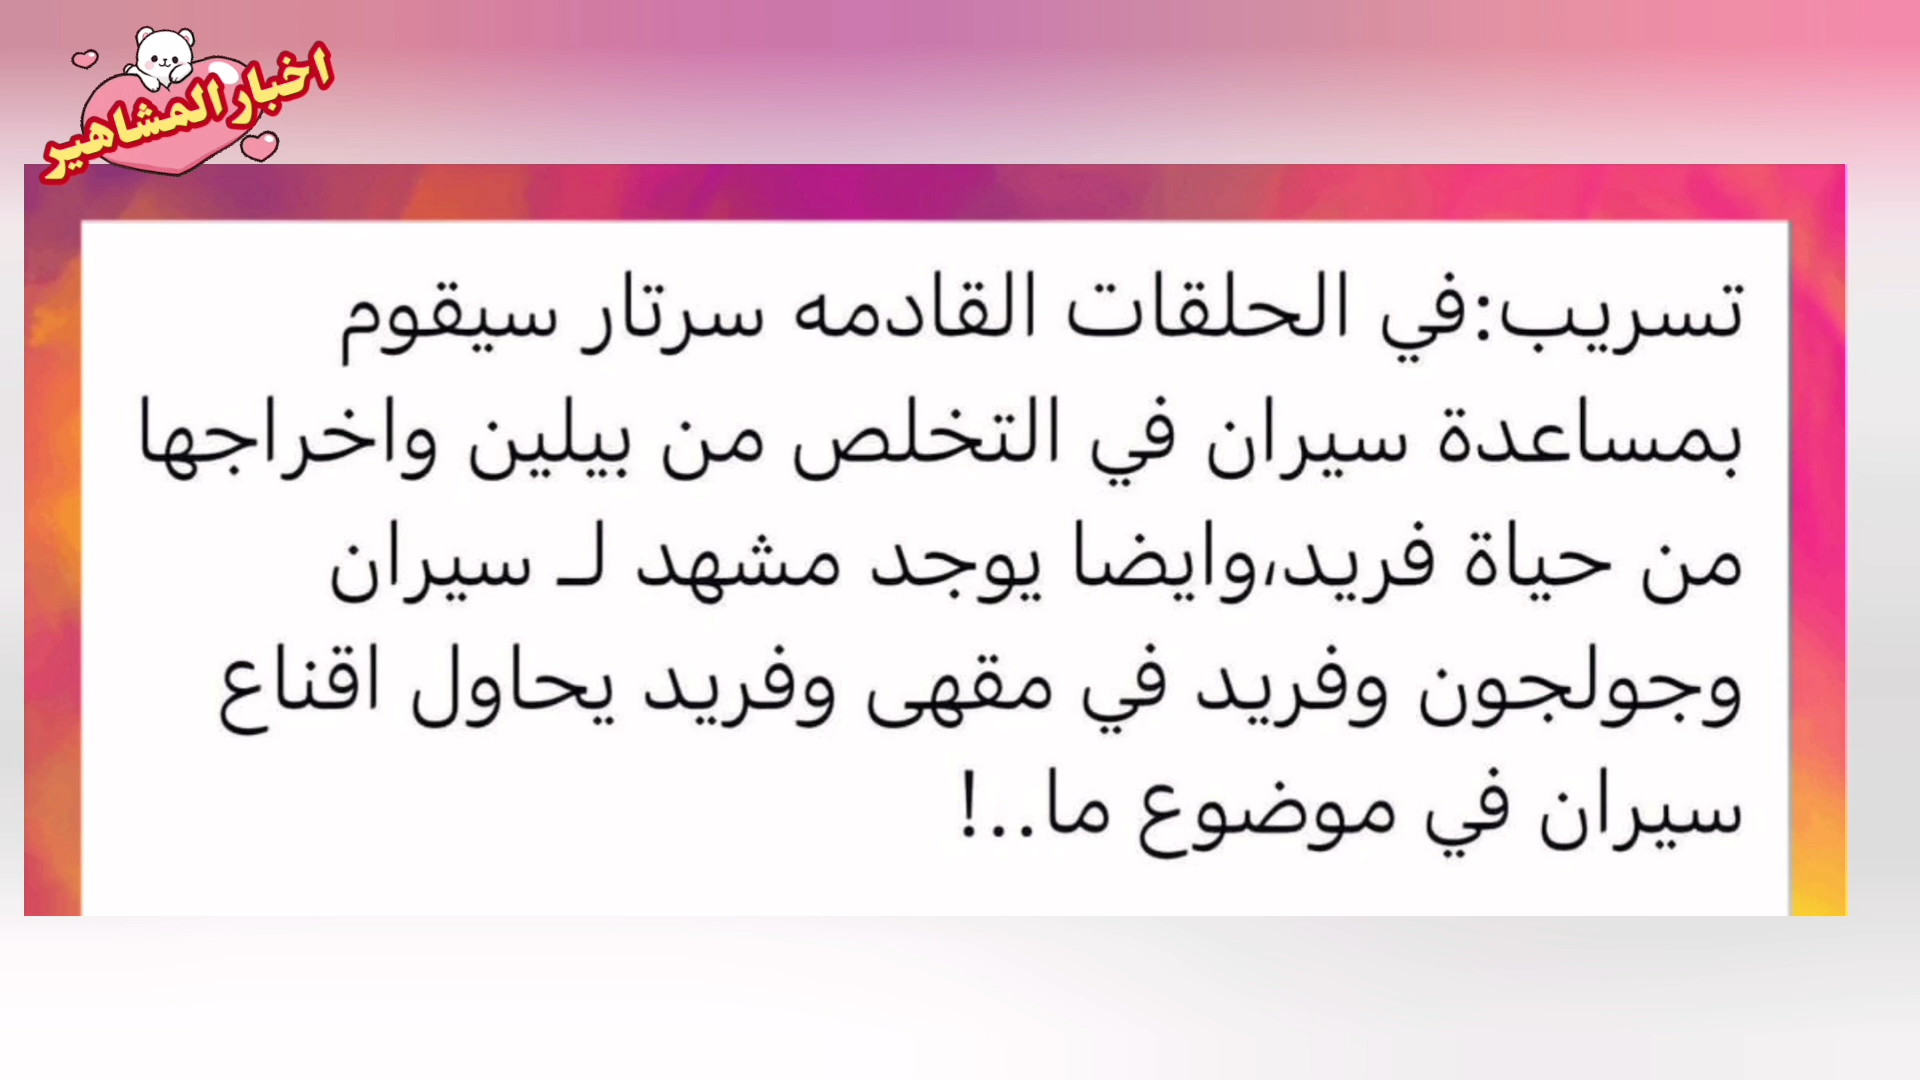 اخبار المشاهير
تسريب:في الحلقات القادمه سرتار سيقوم
بمساعدة سيران في التخلص من بيلين واخراجها
من حياة فريد،وايضا يوجد مشهد لـ سيران
وجولجون وفريد في مقهى وفريد يحاول اقناع
سيران في موضوع ما..!